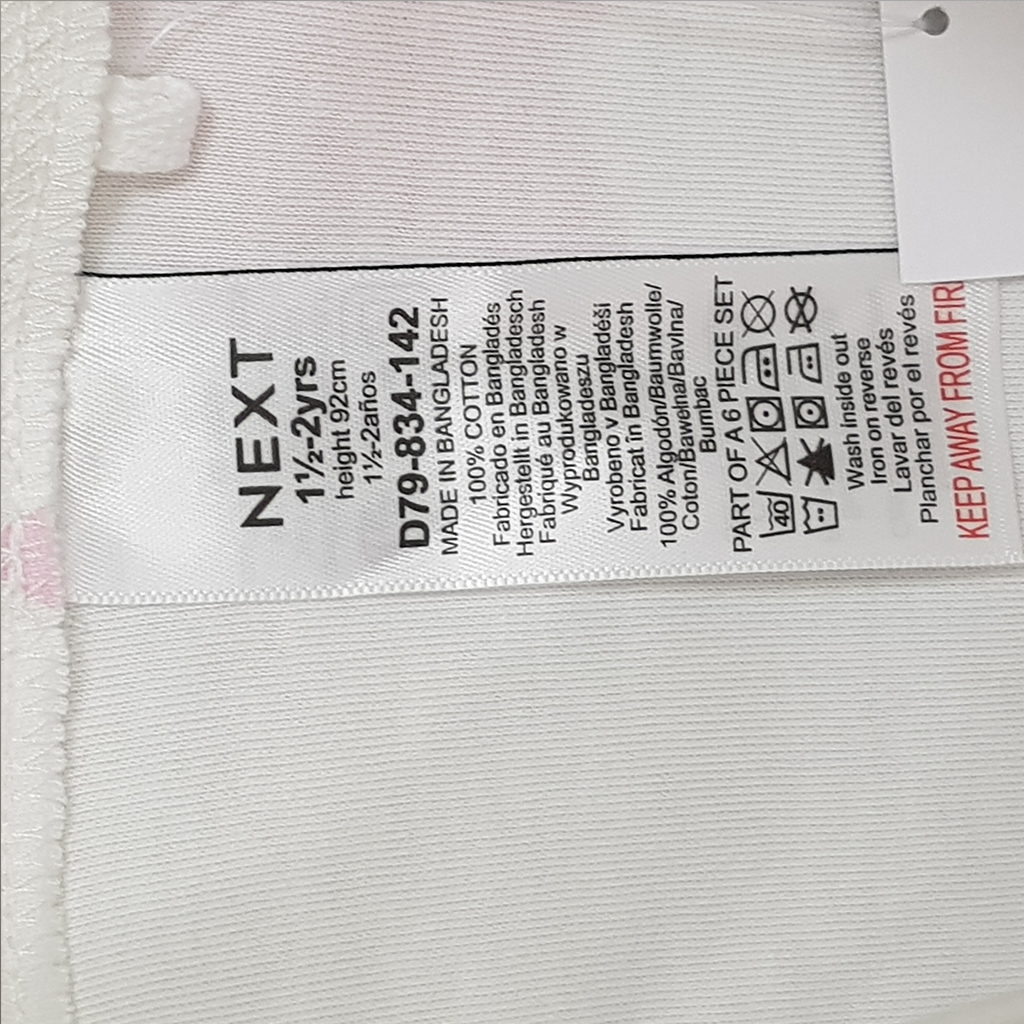 NEXT
1½-2yrs
height 92cm
1½-2años
D79-834-142
MADE IN BANGLADESH
100% COTTON
Fabricado en Bangladés
Hergestellt in Bangladesch
Fabriqué au Bangladesh
Wyprodukowano w
Bangladeszu
Vyrobeno v Bangladéši
Fabricat în Bangladesh
100% Algodón/Baumwolle/
Coton/Bawełna/Bavlna/
Bumbac
PART OF A 6 PIECE SET
40
Wash inside out
Iron on reverse
Lavar del revés
Planchar por el revés
KEEP AWAY FROM FIR